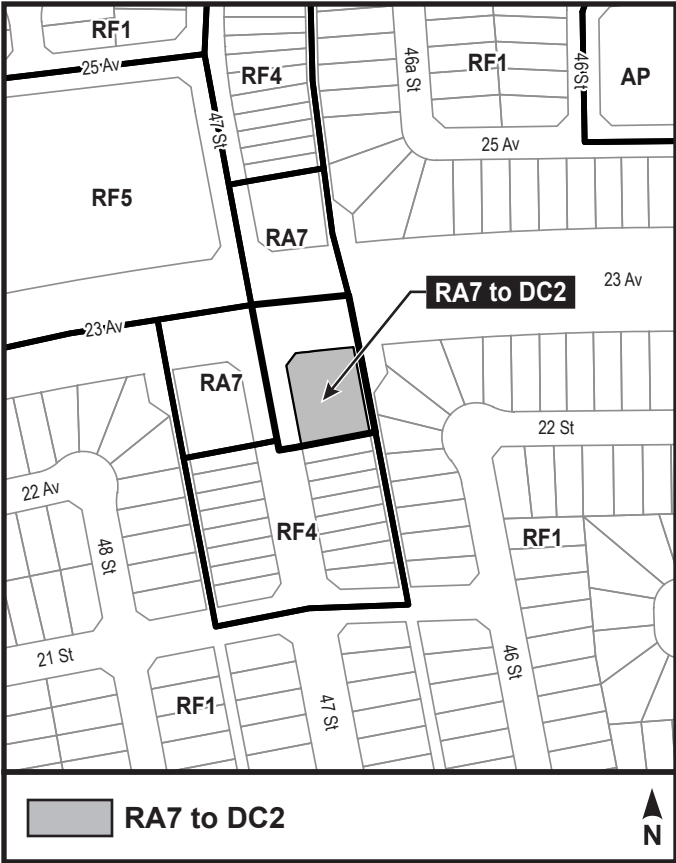 RF1
25 Av
47 St
RF4
46a St
RF1
46 St
AP
25 Av
RF5
RA7
RA7 to DC2
23 Av
23 Av
RA7
22 St
22 Av
48 St
RF4
RF1
21 St
46 St
RF1
47 St
RA7 to DC2
N